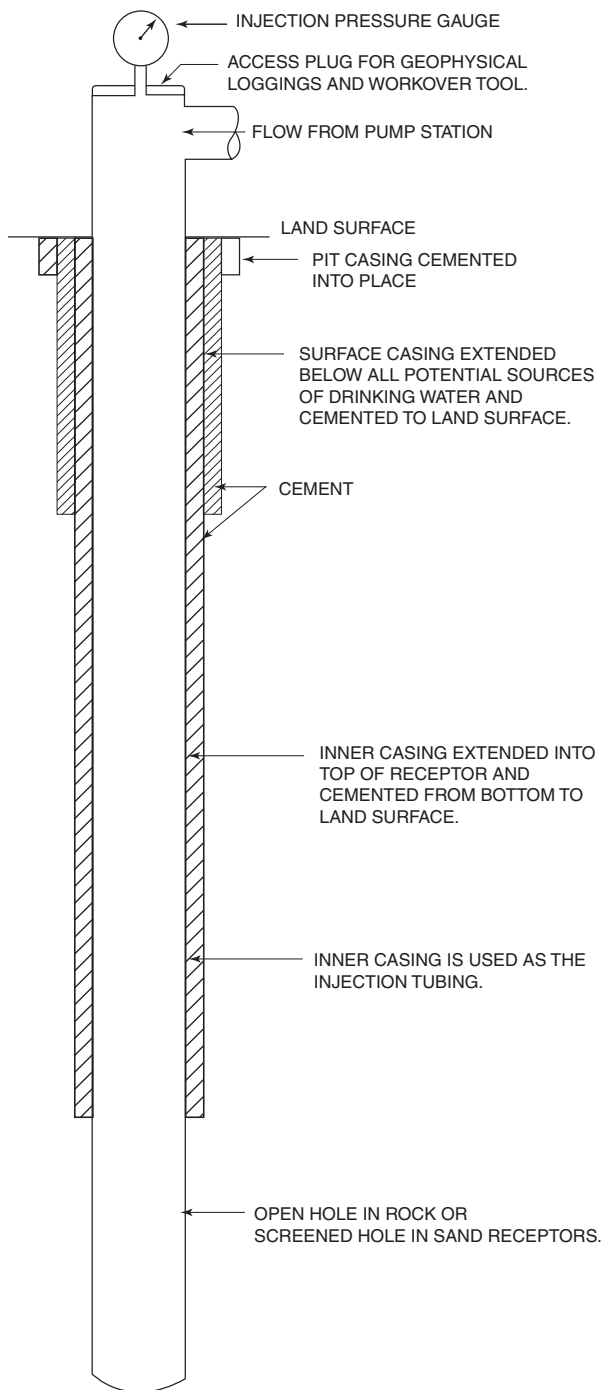 INJECTION PRESSURE GAUGE
ACCESS PLUG FOR GEOPHYSICAL
LOGGINGS AND WORKOVER TOOL.
FLOW FROM PUMP STATION
LAND SURFACE
PIT CASING CEMENTED
INTO PLACE
SURFACE CASING EXTENDED
BELOW ALL POTENTIAL SOURCES
OF DRINKING WATER AND
CEMENTED TO LAND SURFACE.
CEMENT
INNER CASING EXTENDED INTO
TOP OF RECEPTOR AND
CEMENTED FROM BOTTOM TO
LAND SURFACE.
INNER CASING IS USED AS THE
INJECTION TUBING.
OPEN HOLE IN ROCK OR
SCREENED HOLE IN SAND RECEPTORS.